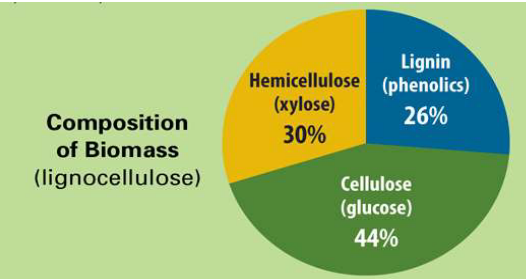 Composition
of Biomass
(lignocellulose)
Hemicellulose
(xylose)
30%
Lignin
(phenolics)
26%
Cellulose
(glucose)
44%